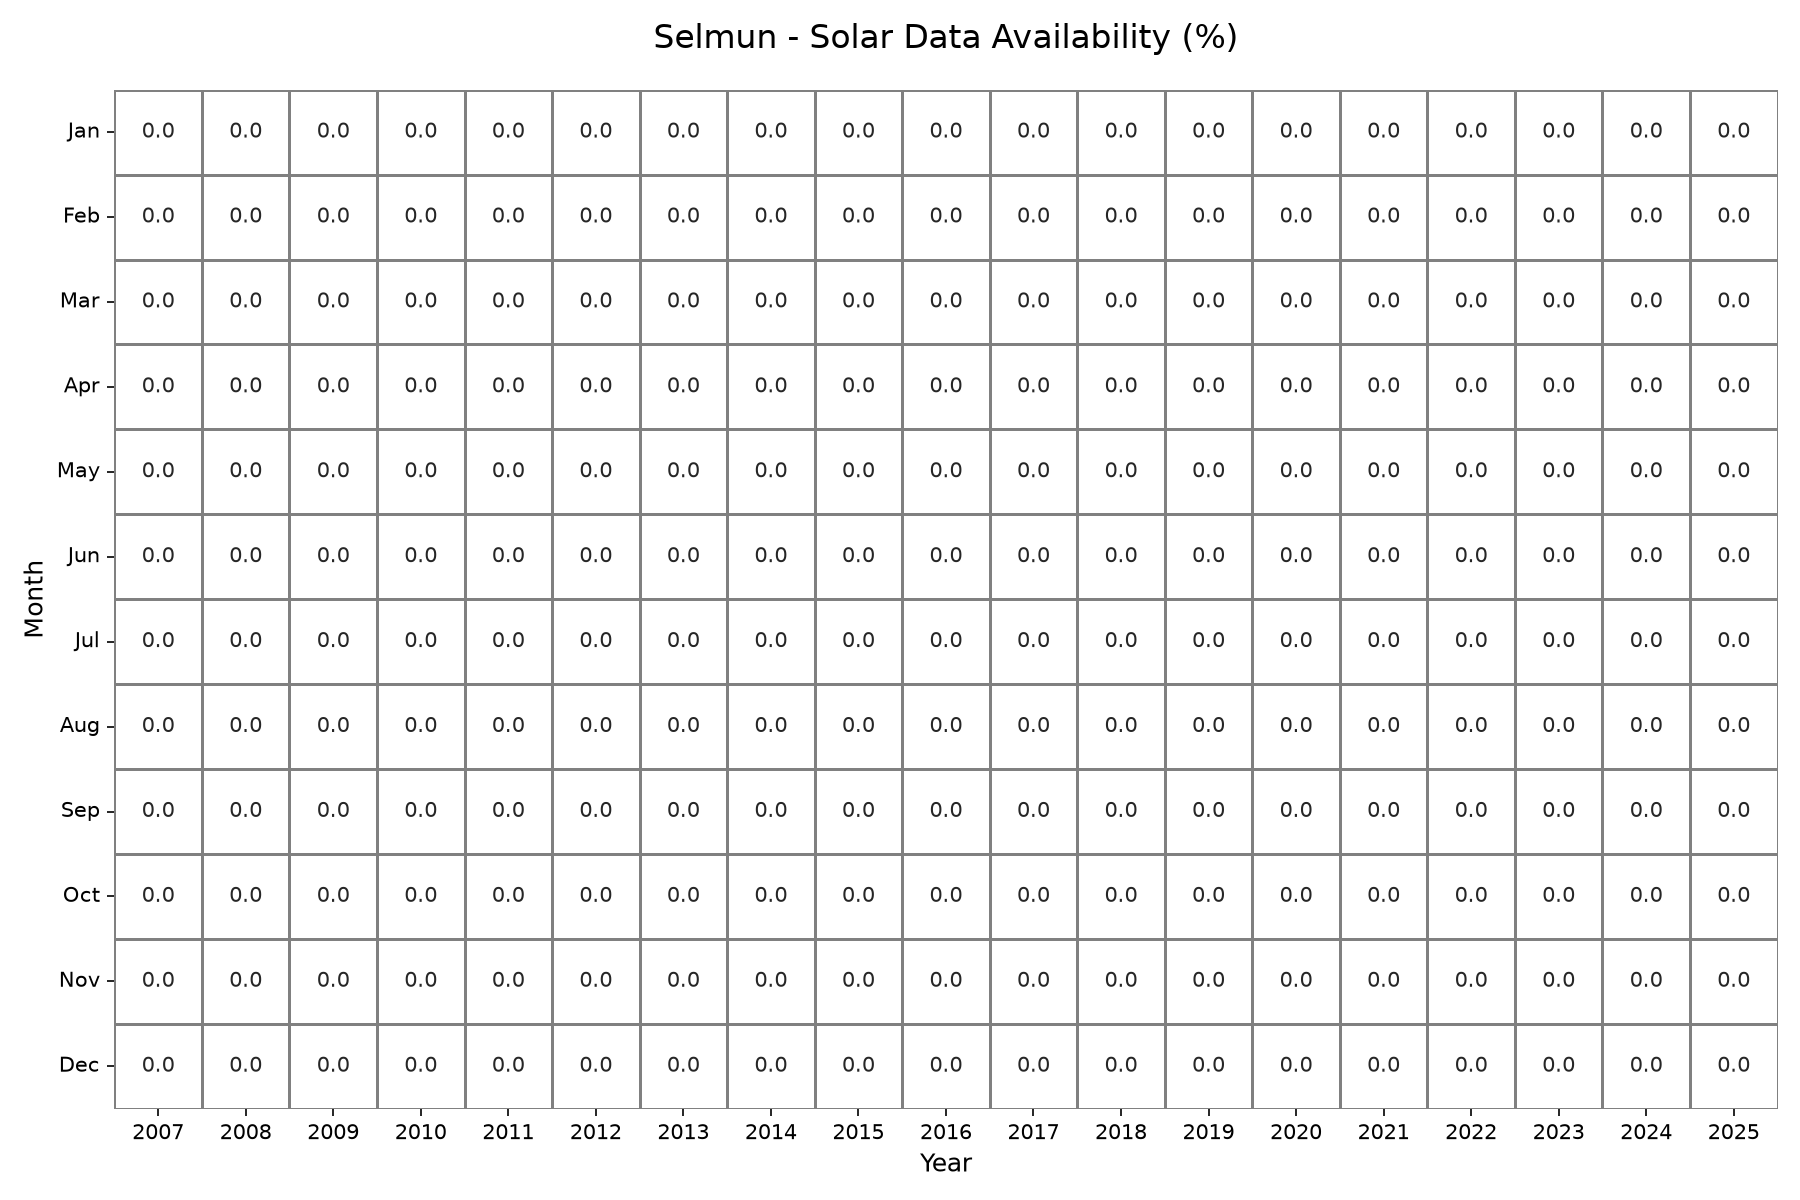 Selmun - Solar Data Availability (%)
Jan 0.0 0.0 0.0 0.0 0.0 0.0 0.0 0.0 0.0 0.0 0.0 0.0 0.0 0.0 0.0 0.0 0.0 0.0 0.0
Feb 0.0 0.0 0.0 0.0 0.0 0.0 0.0 0.0 0.0 0.0 0.0 0.0 0.0 0.0 0.0 0.0 0.0 0.0 0.0
Mar 0.0 0.0 0.0 0.0 0.0 0.0 0.0 0.0 0.0 0.0 0.0 0.0 0.0 0.0 0.0 0.0 0.0 0.0 0.0
Apr 0.0 0.0 0.0 0.0 0.0 0.0 0.0 0.0 0.0 0.0 0.0 0.0 0.0 0.0 0.0 0.0 0.0 0.0 0.0
May 0.0 0.0 0.0 0.0 0.0 0.0 0.0 0.0 0.0 0.0 0.0 0.0 0.0 0.0 0.0 0.0 0.0 0.0 0.0
Jun 0.0 0.0 0.0 0.0 0.0 0.0 0.0 0.0 0.0 0.0 0.0 0.0 0.0 0.0 0.0 0.0 0.0 0.0 0.0
Month
Jul 0.0 0.0 0.0 0.0 0.0 0.0 0.0 0.0 0.0 0.0 0.0 0.0 0.0 0.0 0.0 0.0 0.0 0.0 0.0
Aug 0.0 0.0 0.0 0.0 0.0 0.0 0.0 0.0 0.0 0.0 0.0 0.0 0.0 0.0 0.0 0.0 0.0 0.0 0.0
Sep 0.0 0.0 0.0 0.0 0.0 0.0 0.0 0.0 0.0 0.0 0.0 0.0 0.0 0.0 0.0 0.0 0.0 0.0 0.0
Oct 0.0 0.0 0.0 0.0 0.0 0.0 0.0 0.0 0.0 0.0 0.0 0.0 0.0 0.0 0.0 0.0 0.0 0.0 0.0
Nov 0.0 0.0 0.0 0.0 0.0 0.0 0.0 0.0 0.0 0.0 0.0 0.0 0.0 0.0 0.0 0.0 0.0 0.0 0.0
Dec 0.0 0.0 0.0 0.0 0.0 0.0 0.0 0.0 0.0 0.0 0.0 0.0 0.0 0.0 0.0 0.0 0.0 0.0 0.0
2007 2008 2009 2010 2011 2012 2013 2014 2015 2016 2017 2018 2019 2020 2021 2022 2023 2024 2025
Year